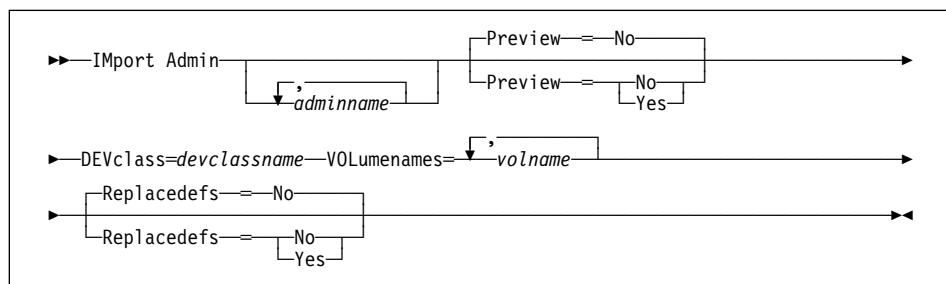 Preview = No
IMport Admin
,
adminname
Preview = No
Yes
DEVclass=devclassname VOLumenames=
,
volname
Replacedefs = No
Replacedefs = No
Yes